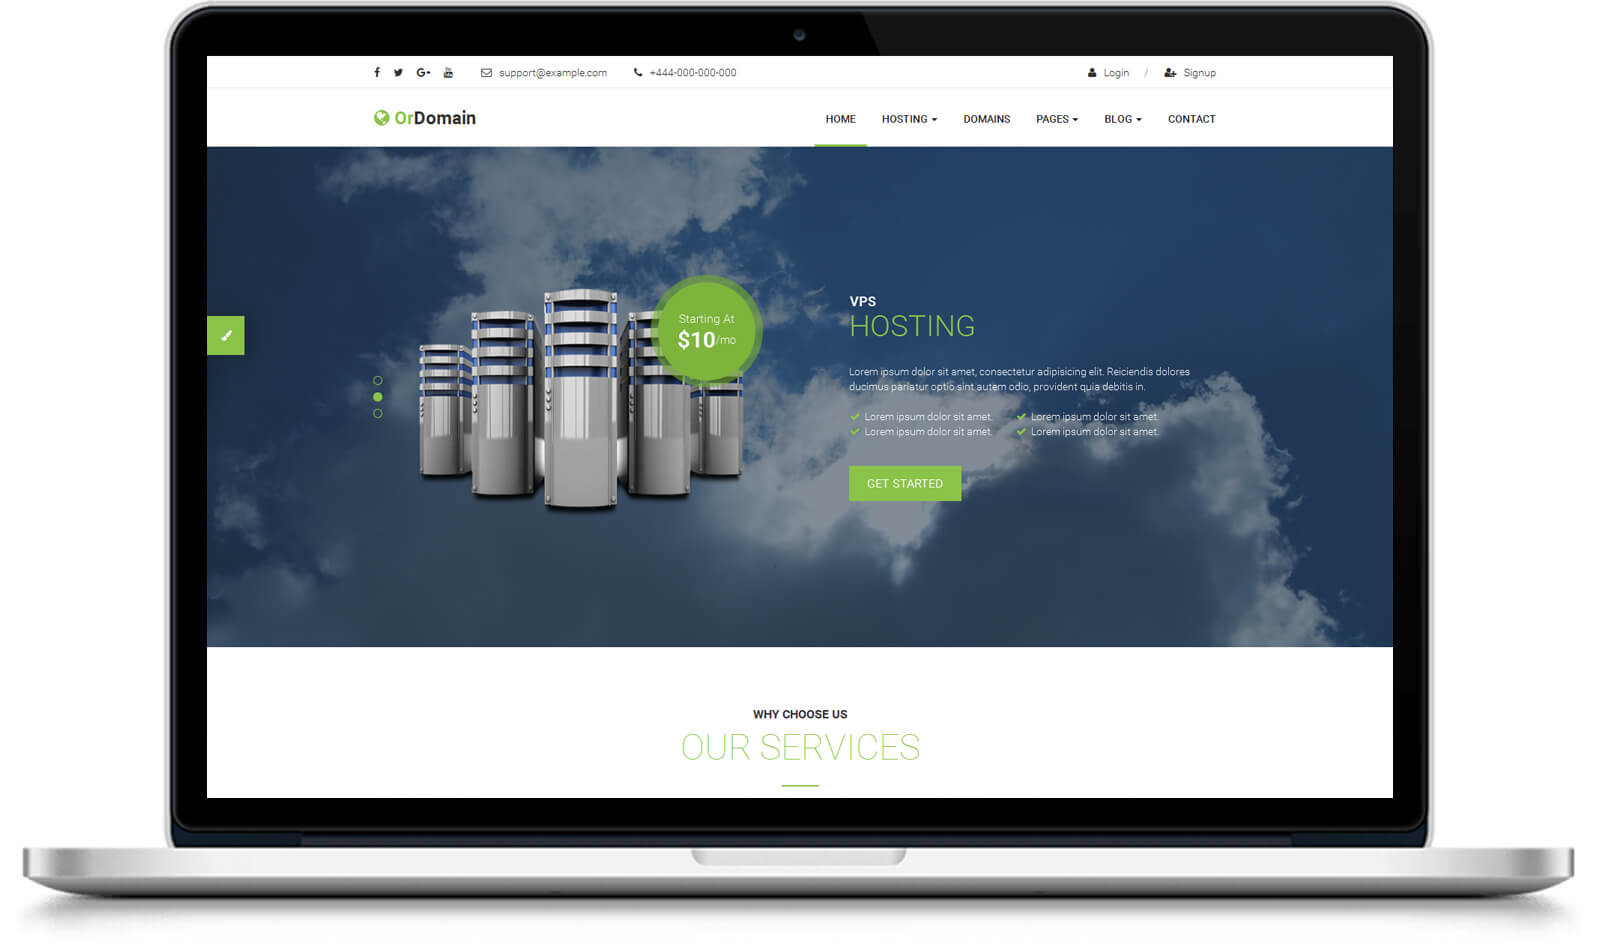 support@example.com +444-000-000-000 Login / Signup
OrDomain HOME HOSTING DOMAINS PAGES BLOG CONTACT
Starting At
$10/mo
VPS
HOSTING
Lorem ipsum dolor sit amet, consectetur adipisicing elit. Reiciendis dolores
ducimus pariatur optio sint autem odio, provident quia debitis in.
Lorem ipsum dolor sit amet. Lorem ipsum dolor sit amet.
Lorem ipsum dolor sit amet. Lorem ipsum dolor sit amet.
GET STARTED
WHY CHOOSE US
OUR SERVICES